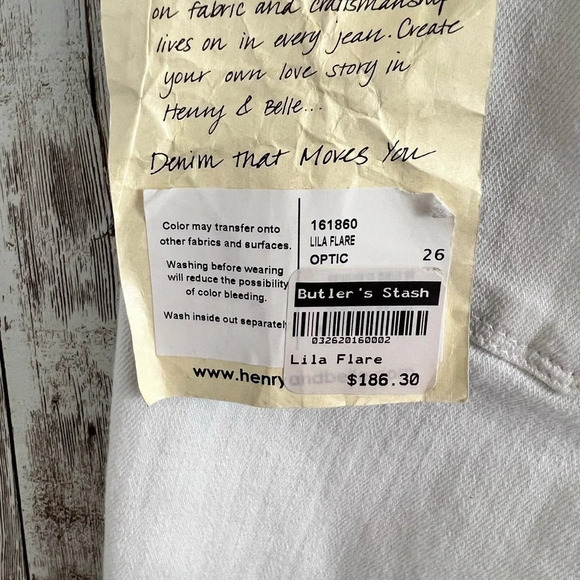 on fabric and craftsmanship
lives on in every jean. Create
your own love story in
Henry & Belle...
Denim that Moves You
Color may transfer onto
other fabrics and surfaces.
Washing before wearing
will reduce the possibility
of color bleeding.
Wash inside out separately
161860
LILA FLARE
OPTIC 26
Butler's Stash
032620160002
Lila Flare
$186.30
www.henryandbe